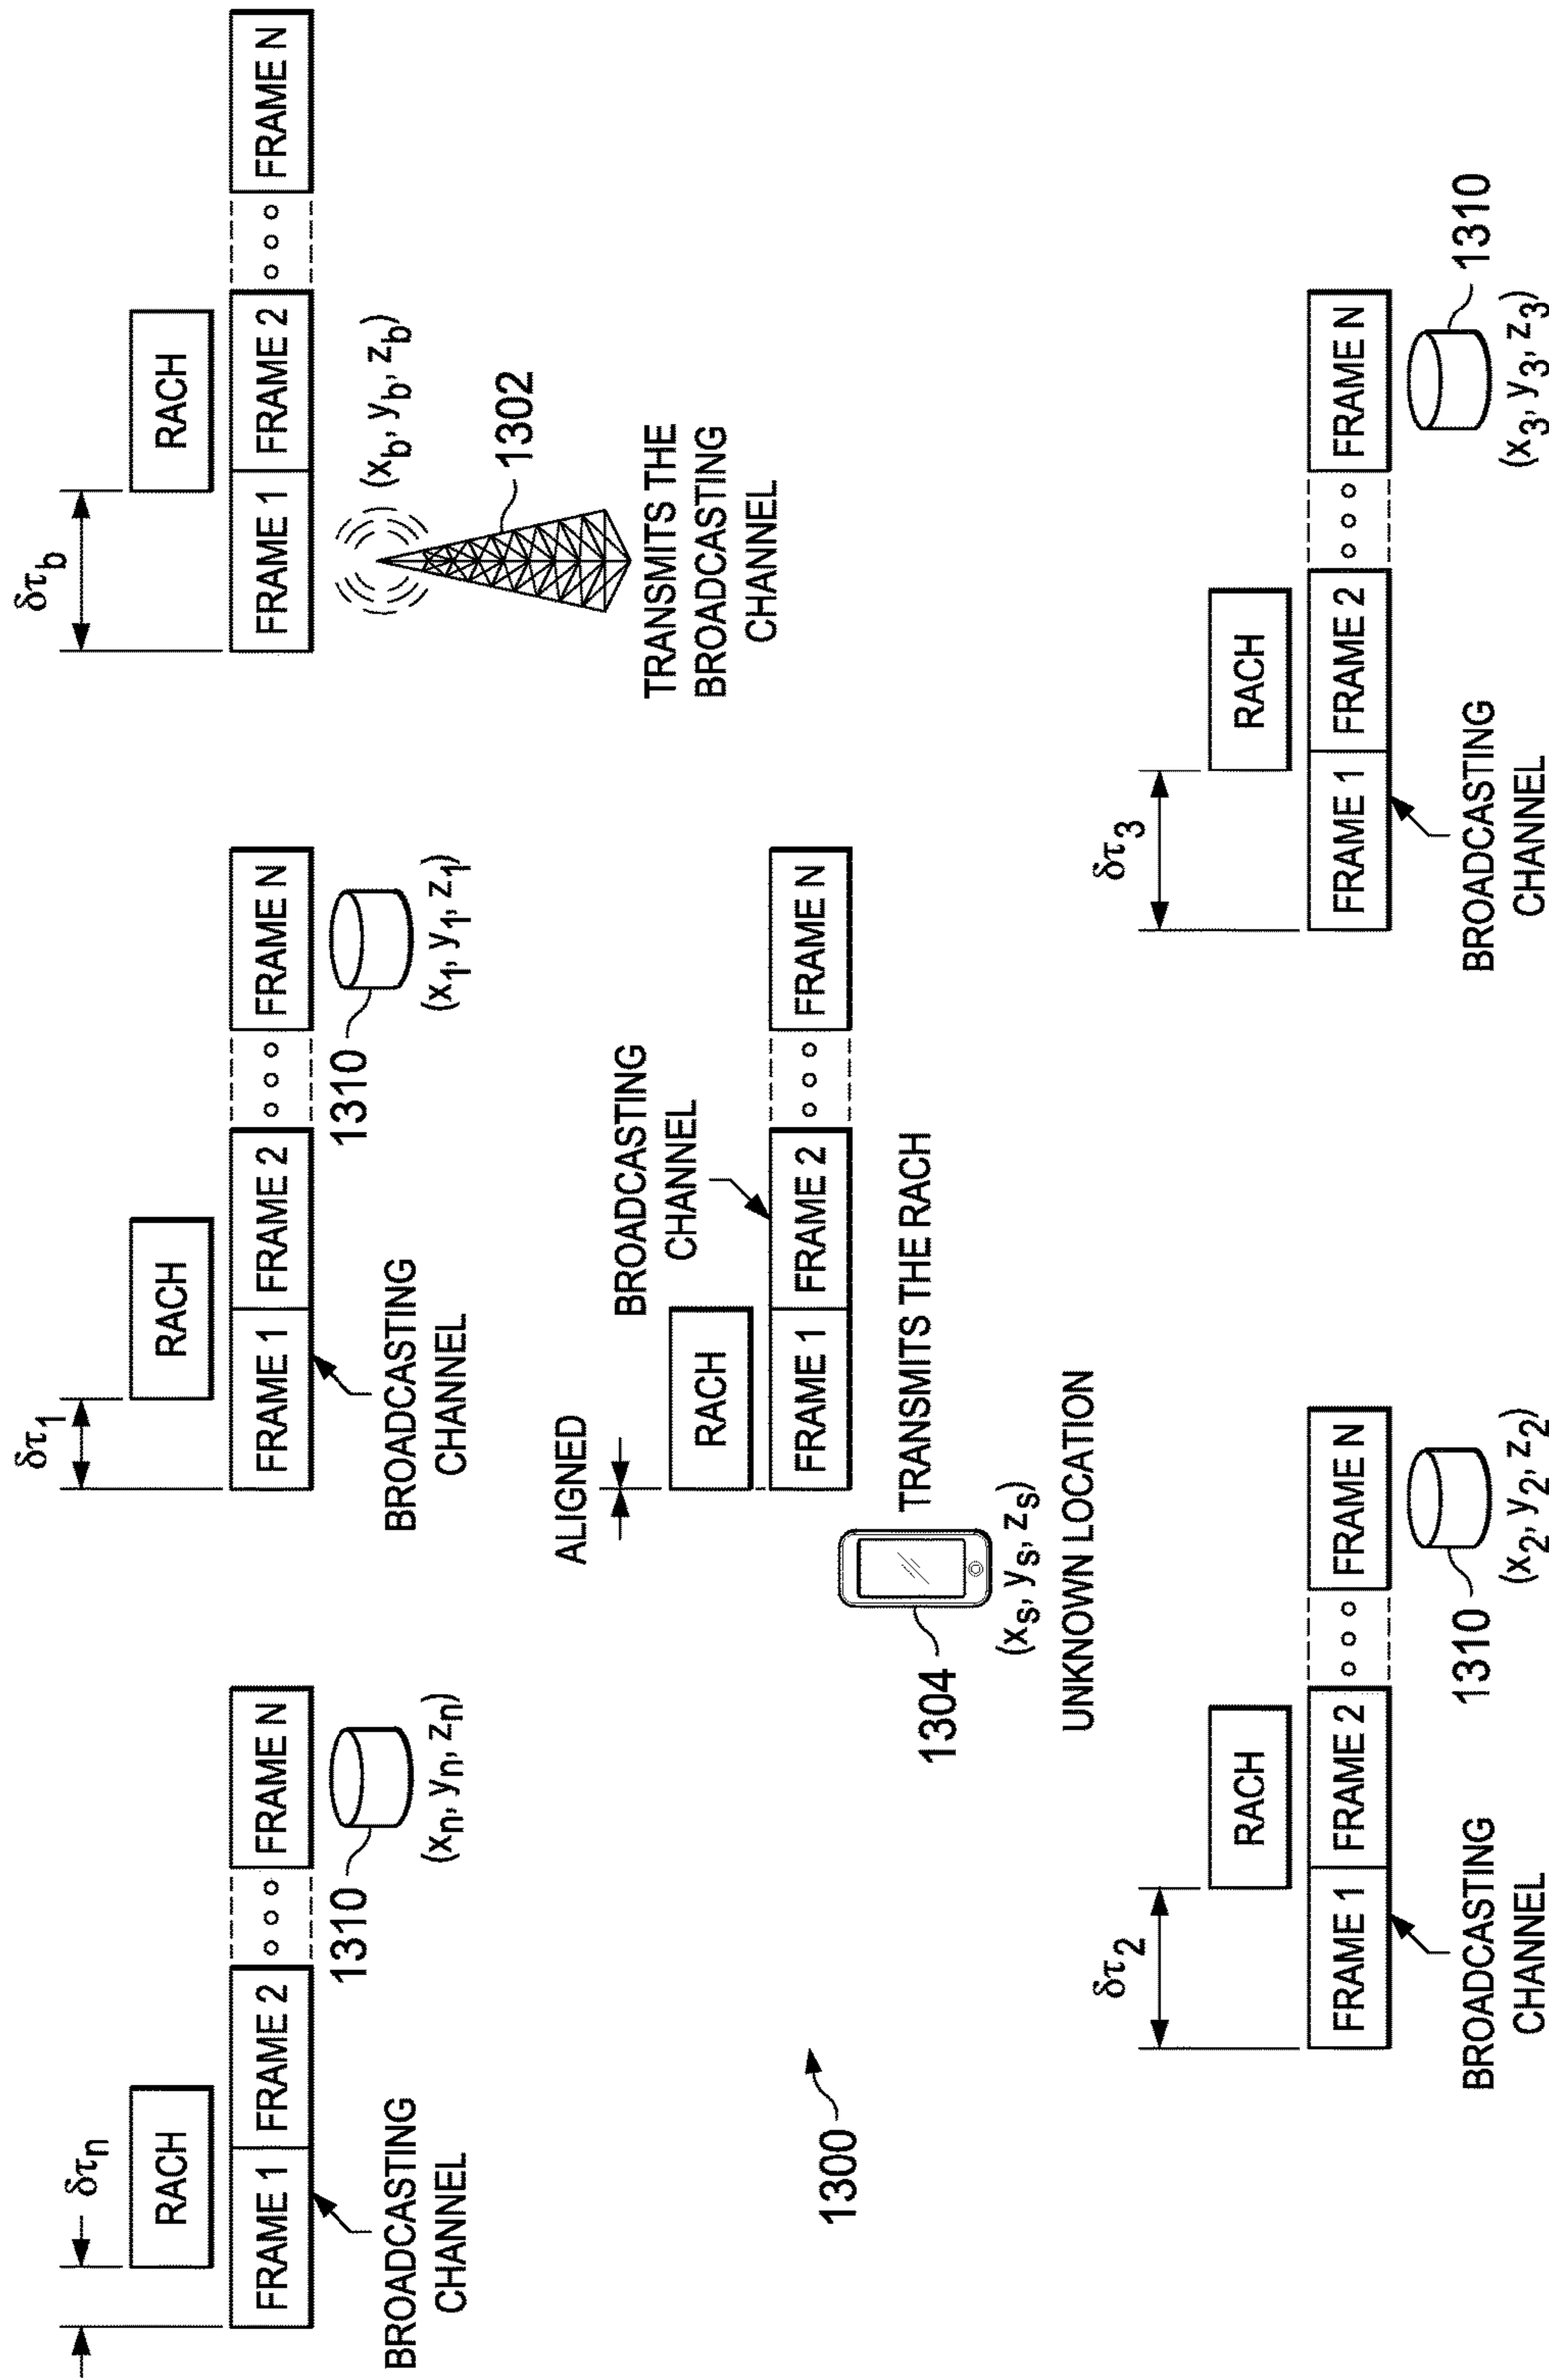 δτn
RACH
FRAME 1 FRAME 2 ∘∘∘ FRAME N
BROADCASTING
CHANNEL
1310
(xn, yn, zn)
δτ1
RACH
FRAME 1 FRAME 2 ∘∘∘ FRAME N
BROADCASTING
CHANNEL
1310
(x1, y1, z1)
δτb
RACH
FRAME 1 FRAME 2 ∘∘∘ FRAME N
(xb, yb, zb)
1302
TRANSMITS THE
BROADCASTING
CHANNEL
ALIGNED
BROADCASTING
CHANNEL
RACH
FRAME 1 FRAME 2 ∘∘∘ FRAME N
TRANSMITS THE RACH
1304
(xs, ys, zs)
UNKNOWN LOCATION
1300
δτ2
RACH
FRAME 1 FRAME 2 ∘∘∘ FRAME N
BROADCASTING
CHANNEL
1310
(x2, y2, z2)
δτ3
RACH
FRAME 1 FRAME 2 ∘∘∘ FRAME N
BROADCASTING
CHANNEL
1310
(x3, y3, z3)